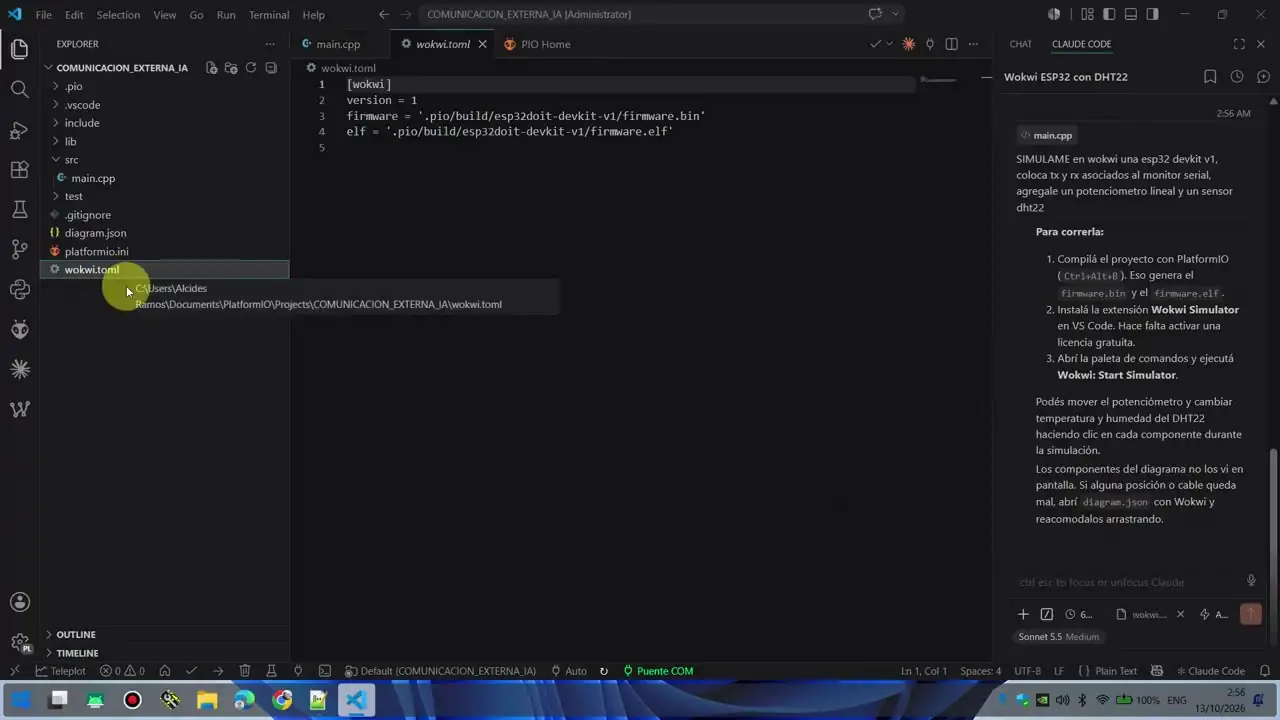 File Edit Selection View Go Run Terminal Help
COMUNICACION_EXTERNA_IA [Administrator]
EXPLORER
COMUNICACION_EXTERNA_IA
.pio
.vscode
include
lib
src
main.cpp
test
.gitignore
diagram.json
platformio.ini
wokwi.toml
C:\Users\Alcides
Ramos\Documents\PlatformIO\Projects\COMUNICACION_EXTERNA_IA\wokwi.toml
OUTLINE
TIMELINE
main.cpp wokwi.toml PIO Home
wokwi.toml
1 [wokwi]
2 version = 1
3 firmware = '.pio/build/esp32doit-devkit-v1/firmware.bin'
4 elf = '.pio/build/esp32doit-devkit-v1/firmware.elf'
5
CHAT CLAUDE CODE
Wokwi ESP32 con DHT22
2:56 AM
main.cpp
SIMULAME en wokwi una esp32 devkit v1,
coloca tx y rx asociados al monitor serial,
agregale un potenciometro lineal y un sensor
dht22
Para correrla:
1. Compilá el proyecto con PlatformIO
(Ctrl+Alt+B). Eso genera el
firmware.bin y el firmware.elf.
2. Instalá la extensión Wokwi Simulator
en VS Code. Hace falta activar una
licencia gratuita.
3. Abrí la paleta de comandos y ejecutá
Wokwi: Start Simulator.
Podés mover el potenciómetro y cambiar
temperatura y humedad del DHT22
haciendo clic en cada componente durante
la simulación.
Los componentes del diagrama no los vi en
pantalla. Si alguna posición o cable queda
mal, abrí diagram.json con Wokwi y
reacomodalos arrastrando.
ctrl esc to focus or unfocus Claude
6... wokwi... A...
Sonnet 5.5 Medium
PL
Teleplot 0 0 Default (COMUNICACION_EXTERNA_IA) Auto Puente COM Ln 1, Col 1 Spaces: 4 UTF-8 LF Plain Text Claude Code
100% ENG 2:56
13/10/2026